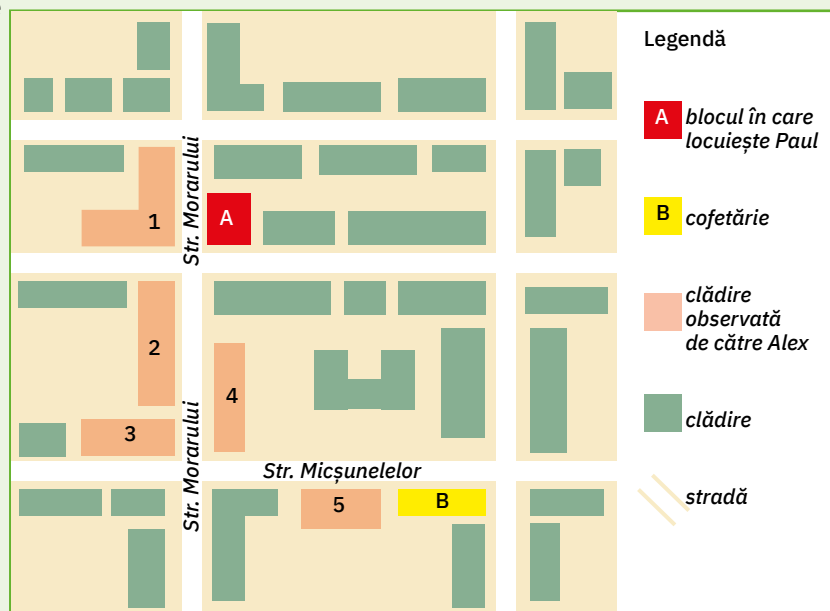 Legendă
Str. Morarului
1
A
A
blocul în care
locuiește Paul
B
cofetărie
2
4
clădire
observată
de către Alex
3
Str. Morarului
clădire
Str. Micșunelelor
5
B
stradă